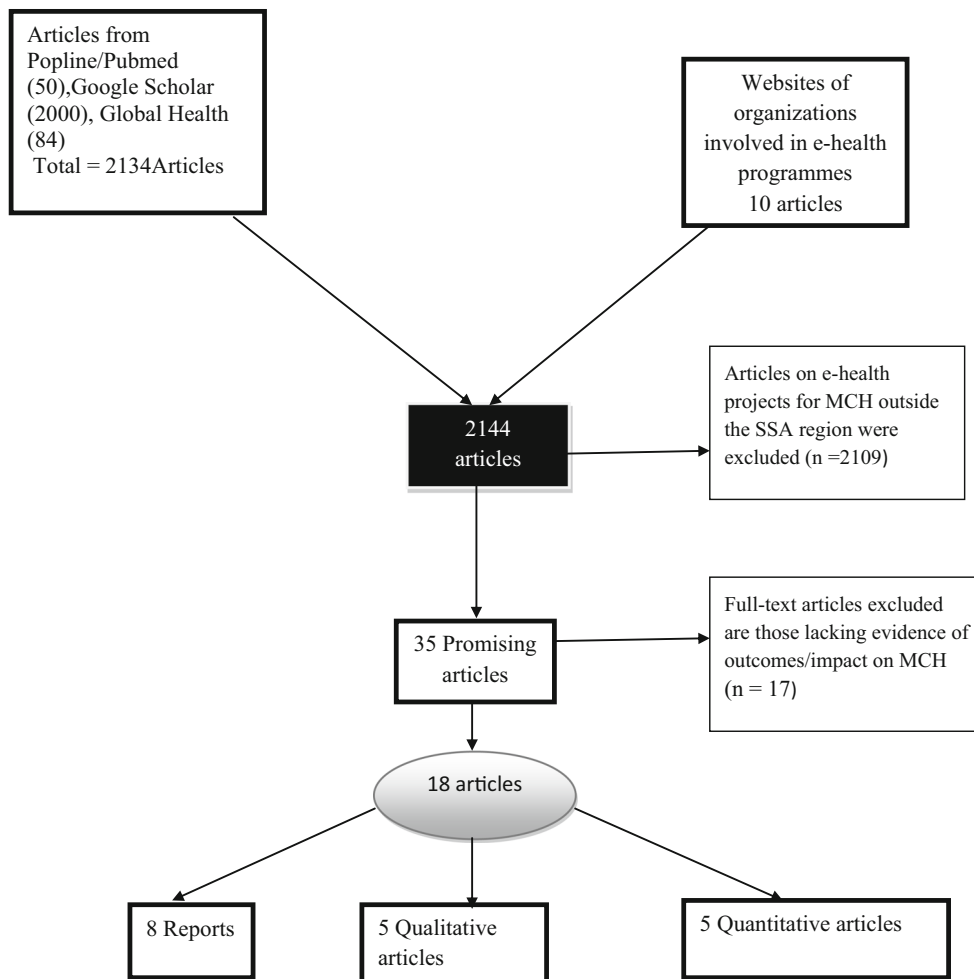 Articles from
Popline/Pubmed
(50),Google Scholar
(2000), Global Health
(84)
Total = 2134Articles
Websites of
organizations
involved in e-health
programmes
10 articles
2144
articles
Articles on e-health
projects for MCH outside
the SSA region were
excluded (n =2109)
35 Promising
articles
Full-text articles excluded
are those lacking evidence of
outcomes/impact on MCH
(n = 17)
18 articles
8 Reports
5 Qualitative
articles
5 Quantitative articles